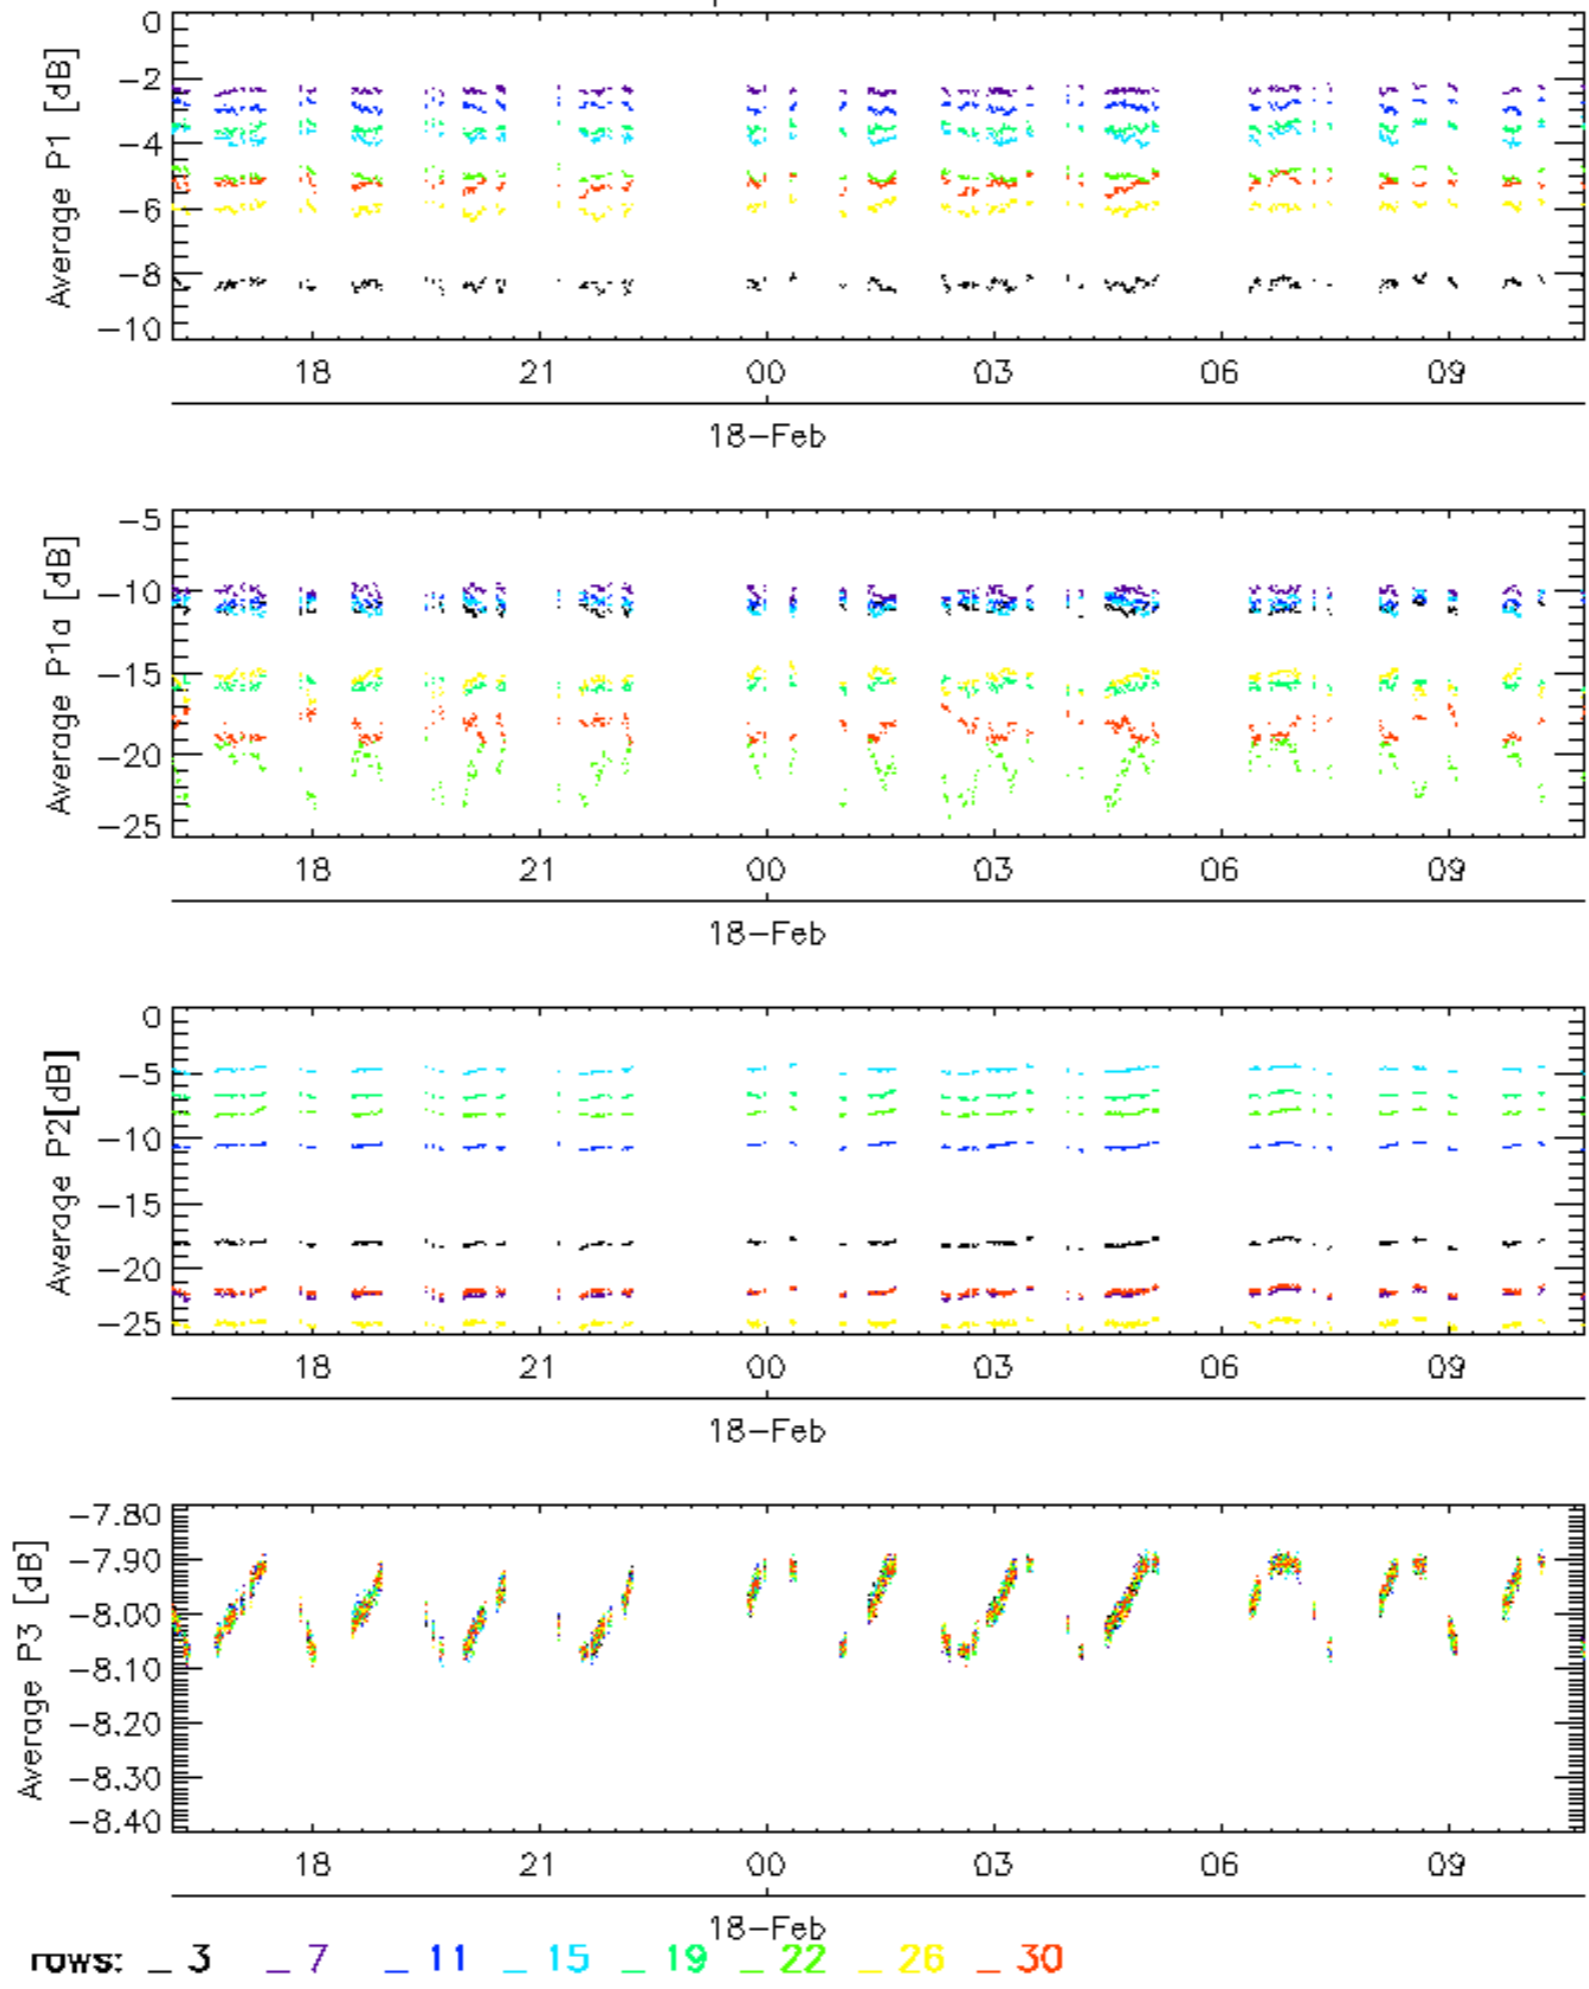 0
−2
−4
−6
−8
−10
Average P1 [dB]
18 21 00 03 06 09
18−Feb
−5
−10
−15
−20
−25
Average P1a [dB]
18 21 00 03 06 09
18−Feb
0
−5
−10
−15
−20
−25
Average P2[dB]
18 21 00 03 06 09
18−Feb
−7.80
−7.90
−8.00
−8.10
−8.20
−8.30
−8.40
Average P3 [dB]
18 21 00 03 06 09
18−Feb
rows: _ 3 _ 7 _ 11 _ 15 _ 19 _ 22 _ 26 _ 30